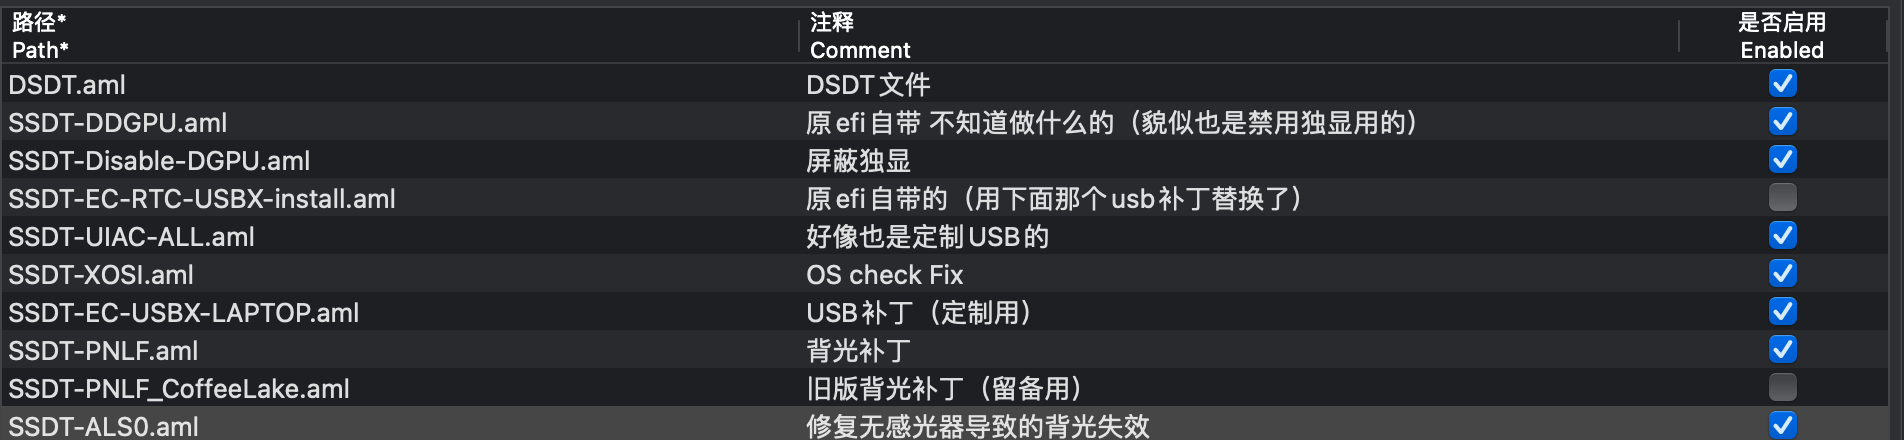 路径* 注释 是否启用
Path* Comment Enabled
DSDT.aml DSDT文件
SSDT-DDGPU.aml 原efi自带 不知道做什么的（貌似也是禁用独显用的）
SSDT-Disable-DGPU.aml 屏蔽独显
SSDT-EC-RTC-USBX-install.aml 原efi自带的（用下面那个usb补丁替换了）
SSDT-UIAC-ALL.aml 好像也是定制USB的
SSDT-XOSI.aml OS check Fix
SSDT-EC-USBX-LAPTOP.aml USB补丁（定制用）
SSDT-PNLF.aml 背光补丁
SSDT-PNLF_CoffeeLake.aml 旧版背光补丁（留备用）
SSDT-ALS0.aml 修复无感光器导致的背光失效